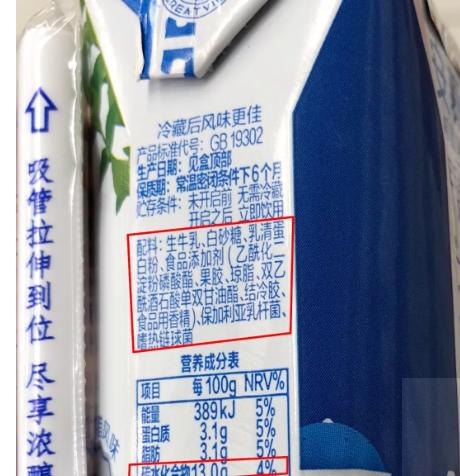 吸管拉伸到位 尽享浓醇
冷藏后风味更佳
产品标准代号：GB 19302
生产日期：见盒顶部
保质期：常温密闭条件下6个月
贮存条件：未开启前 无需冷藏
开启之后 立即饮用
配料：生牛乳、白砂糖、乳清蛋
白粉、食品添加剂（乙酰化二
淀粉磷酸酯、果胶、琼脂、双乙
酰酒石酸单双甘油酯、结冷胶、
食品用香精）、保加利亚乳杆菌、
嗜热链球菌
营养成分表
项目 每100g NRV%
能量 389kJ 5%
蛋白质 3.1g 5%
脂肪 3.1g 5%
碳水化合物 13.0g 4%
风味